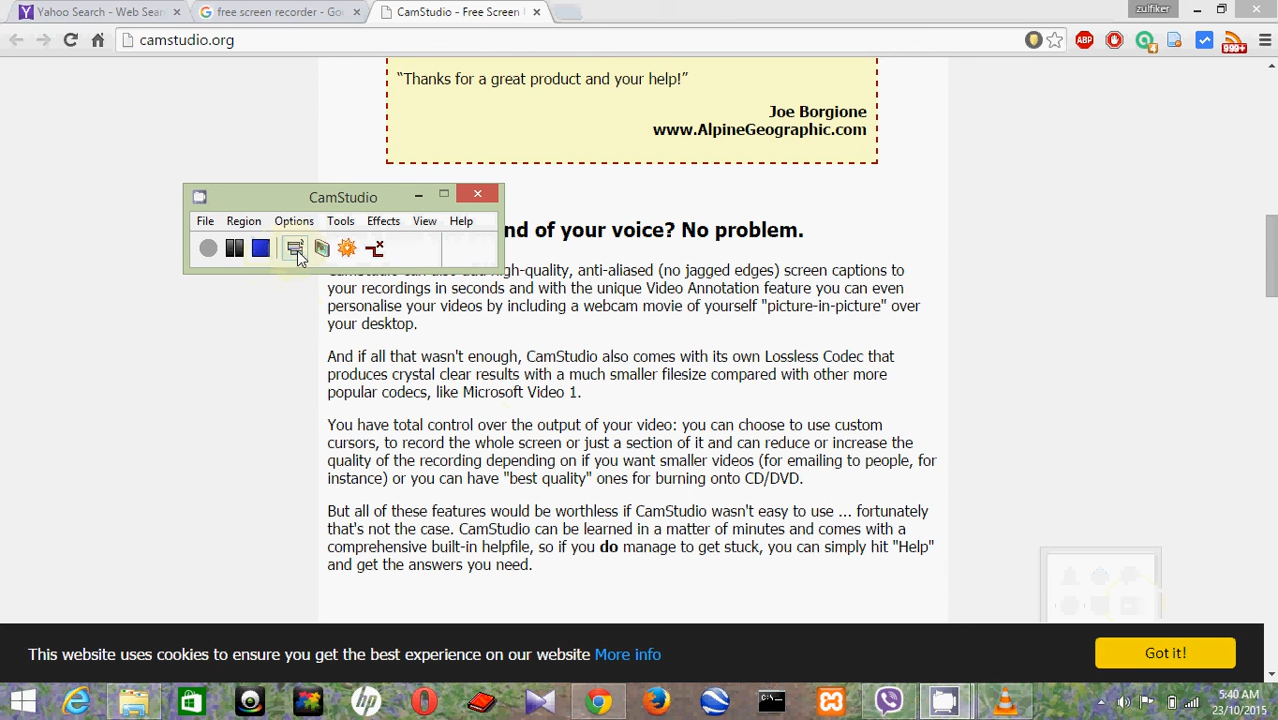 Yahoo Search - Web Sear
free screen recorder - Go
CamStudio - Free Screen
zulfiker
camstudio.org
ABP
4
999+
“Thanks for a great product and your help!”
Joe Borgione
www.AlpineGeographic.com
CamStudio
File Region Options Tools Effects View Help
nd of your voice? No problem.
CamStudio can also add high-quality, anti-aliased (no jagged edges) screen captions to
your recordings in seconds and with the unique Video Annotation feature you can even
personalise your videos by including a webcam movie of yourself "picture-in-picture" over
your desktop.
And if all that wasn't enough, CamStudio also comes with its own Lossless Codec that
produces crystal clear results with a much smaller filesize compared with other more
popular codecs, like Microsoft Video 1.
You have total control over the output of your video: you can choose to use custom
cursors, to record the whole screen or just a section of it and can reduce or increase the
quality of the recording depending on if you want smaller videos (for emailing to people, for
instance) or you can have "best quality" ones for burning onto CD/DVD.
But all of these features would be worthless if CamStudio wasn't easy to use ... fortunately
that's not the case. CamStudio can be learned in a matter of minutes and comes with a
comprehensive built-in helpfile, so if you do manage to get stuck, you can simply hit "Help"
and get the answers you need.
This website uses cookies to ensure you get the best experience on our website More info
Got it!
5:40 AM
23/10/2015